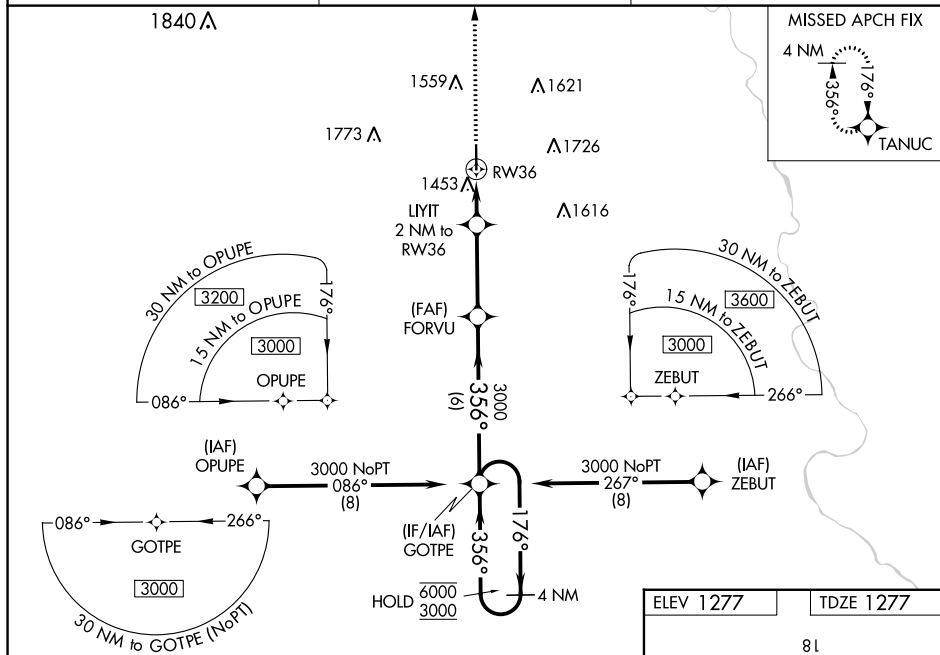 1840
MISSED APCH FIX
4 NM
356°
176°
TANUC
1559
1621
1773
1726
RW36
1453
LIYIT
2 NM to
RW36
1616
30 NM to OPUPE
3200
15 NM to OPUPE
3000
176°
OPUPE
086°
(FAF)
FORVU
30 NM to ZEBUT
3600
15 NM to ZEBUT
3000
176°
ZEBUT
266°
3000
356°
(6)
(IAF)
OPUPE
3000 NoPT
086°
(8)
3000 NoPT
267°
(8)
(IAF)
ZEBUT
(IF/IAF)
GOTPE
356°
176°
086°
266°
GOTPE
3000
30 NM to GOTPE (NoPT)
HOLD 6000
3000
4 NM
ELEV 1277
TDZE 1277
18